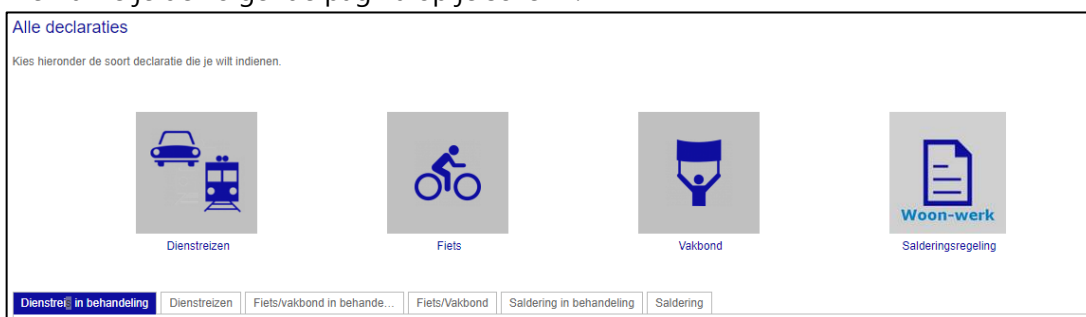 Alle declaraties
Kies hieronder de soort declaratie die je wilt indienen.
Woon-werk
Dienstreizen Fiets Vakbond Salderingsregeling
in behandeling Dienstreizen Fiets/vakbond in behande... Fiets/Vakbond Saldering in behandeling Saldering